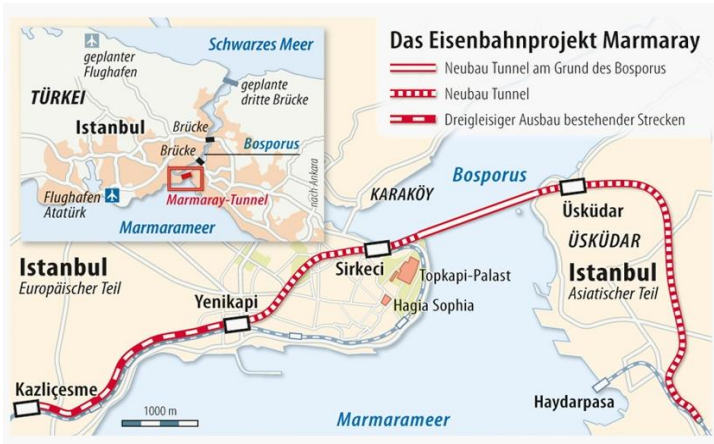 Das Eisenbahnprojekt Marmaray
Neubau Tunnel am Grund des Bosporus
Neubau Tunnel
Dreigleisiger Ausbau bestehender Strecken
Schwarzes Meer
geplanter
Flughafen
geplante
dritte Brücke
TÜRKEI
Istanbul
Brücke
Brücke
Bosporus
Flughafen
Atatürk
Marmaray-Tunnel
nach Ankara
Marmarameer
KARAKÖY
Bosporus
Üsküdar
ÜSKÜDAR
Istanbul
Asiatischer Teil
Istanbul
Europäischer Teil
Sirkeci
Topkapi-Palast
Hagia Sophia
Yenikapi
Kazliçesme
Haydarpasa
1000 m
Marmarameer